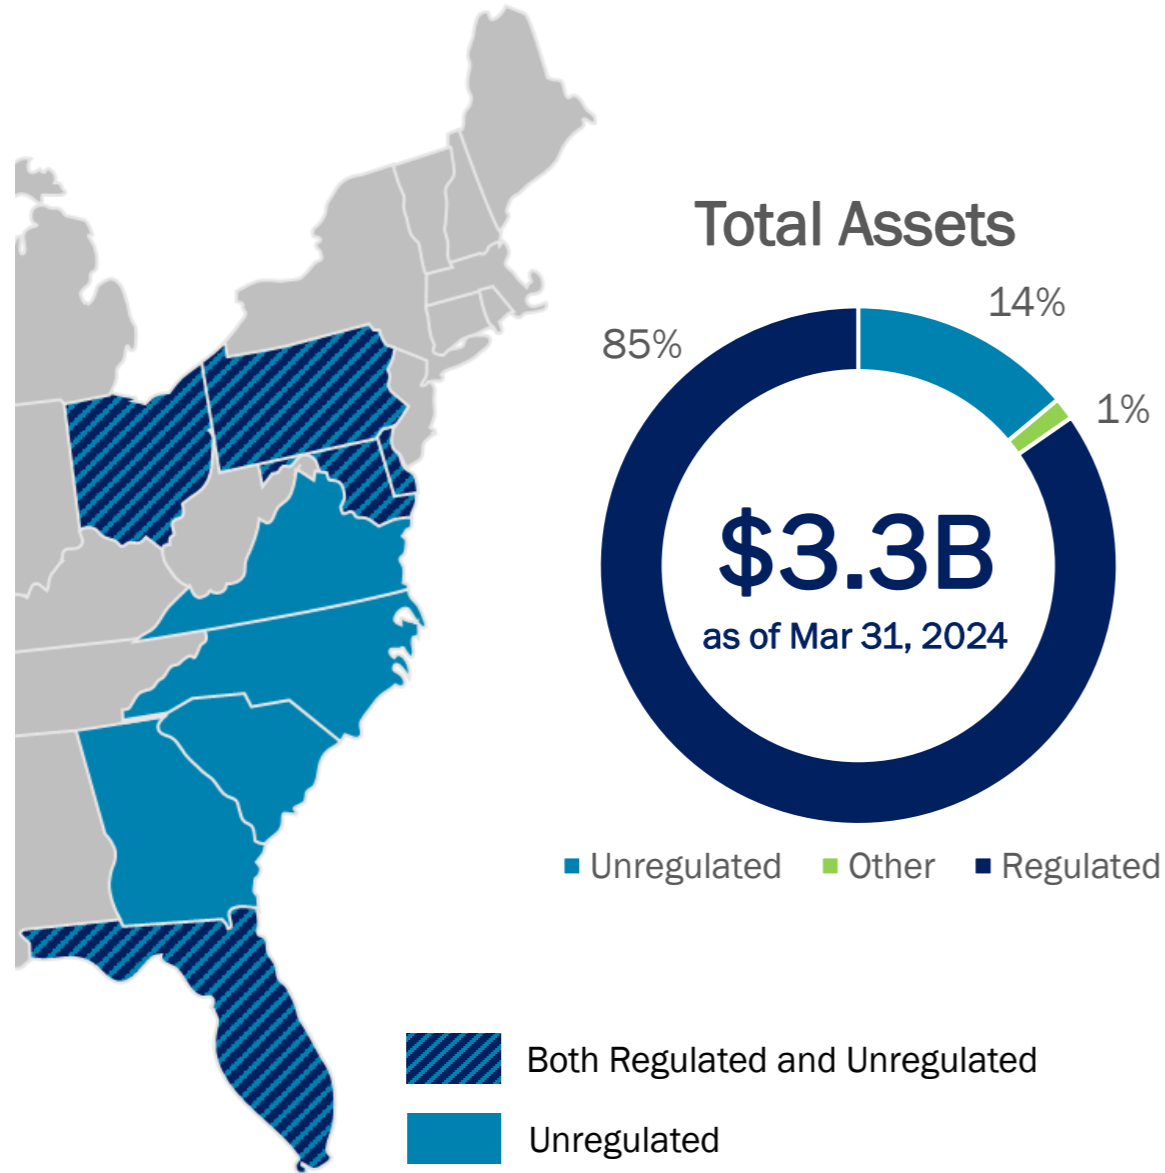 Total Assets
14%
85%
1%
$3.3B
as of Mar 31, 2024
Unregulated Other Regulated
Both Regulated and Unregulated
Unregulated